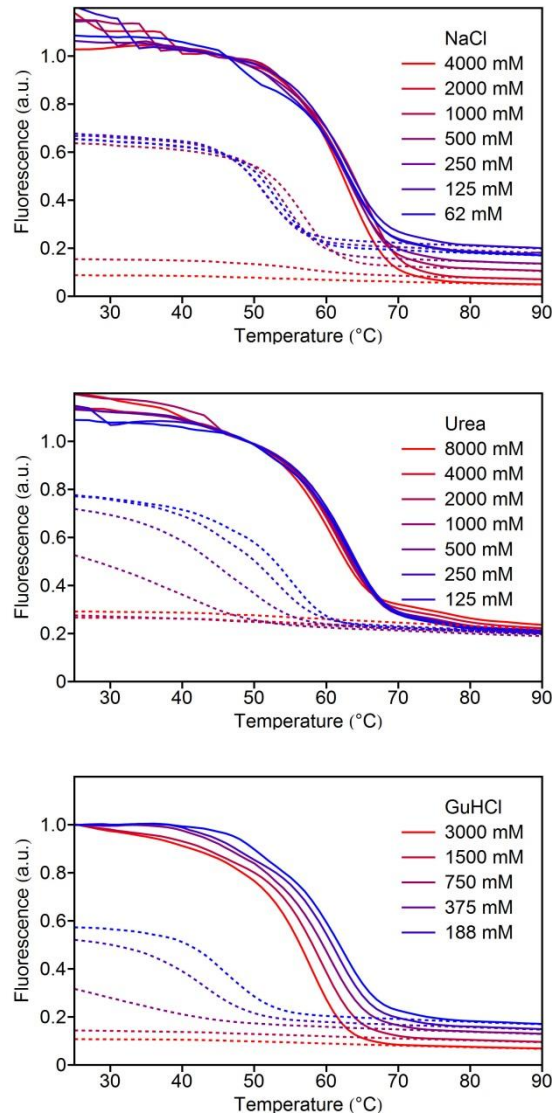 NaCl
4000 mM
2000 mM
1000 mM
500 mM
250 mM
125 mM
62 mM
Fluorescence (a.u.)
1.0
0.8
0.6
0.4
0.2
0
30 40 50 60 70 80 90
Temperature (°C)
Urea
8000 mM
4000 mM
2000 mM
1000 mM
500 mM
250 mM
125 mM
Fluorescence (a.u.)
1.0
0.8
0.6
0.4
0.2
0
30 40 50 60 70 80 90
Temperature (°C)
GuHCl
3000 mM
1500 mM
750 mM
375 mM
188 mM
Fluorescence (a.u.)
1.0
0.8
0.6
0.4
0.2
0
30 40 50 60 70 80 90
Temperature (°C)